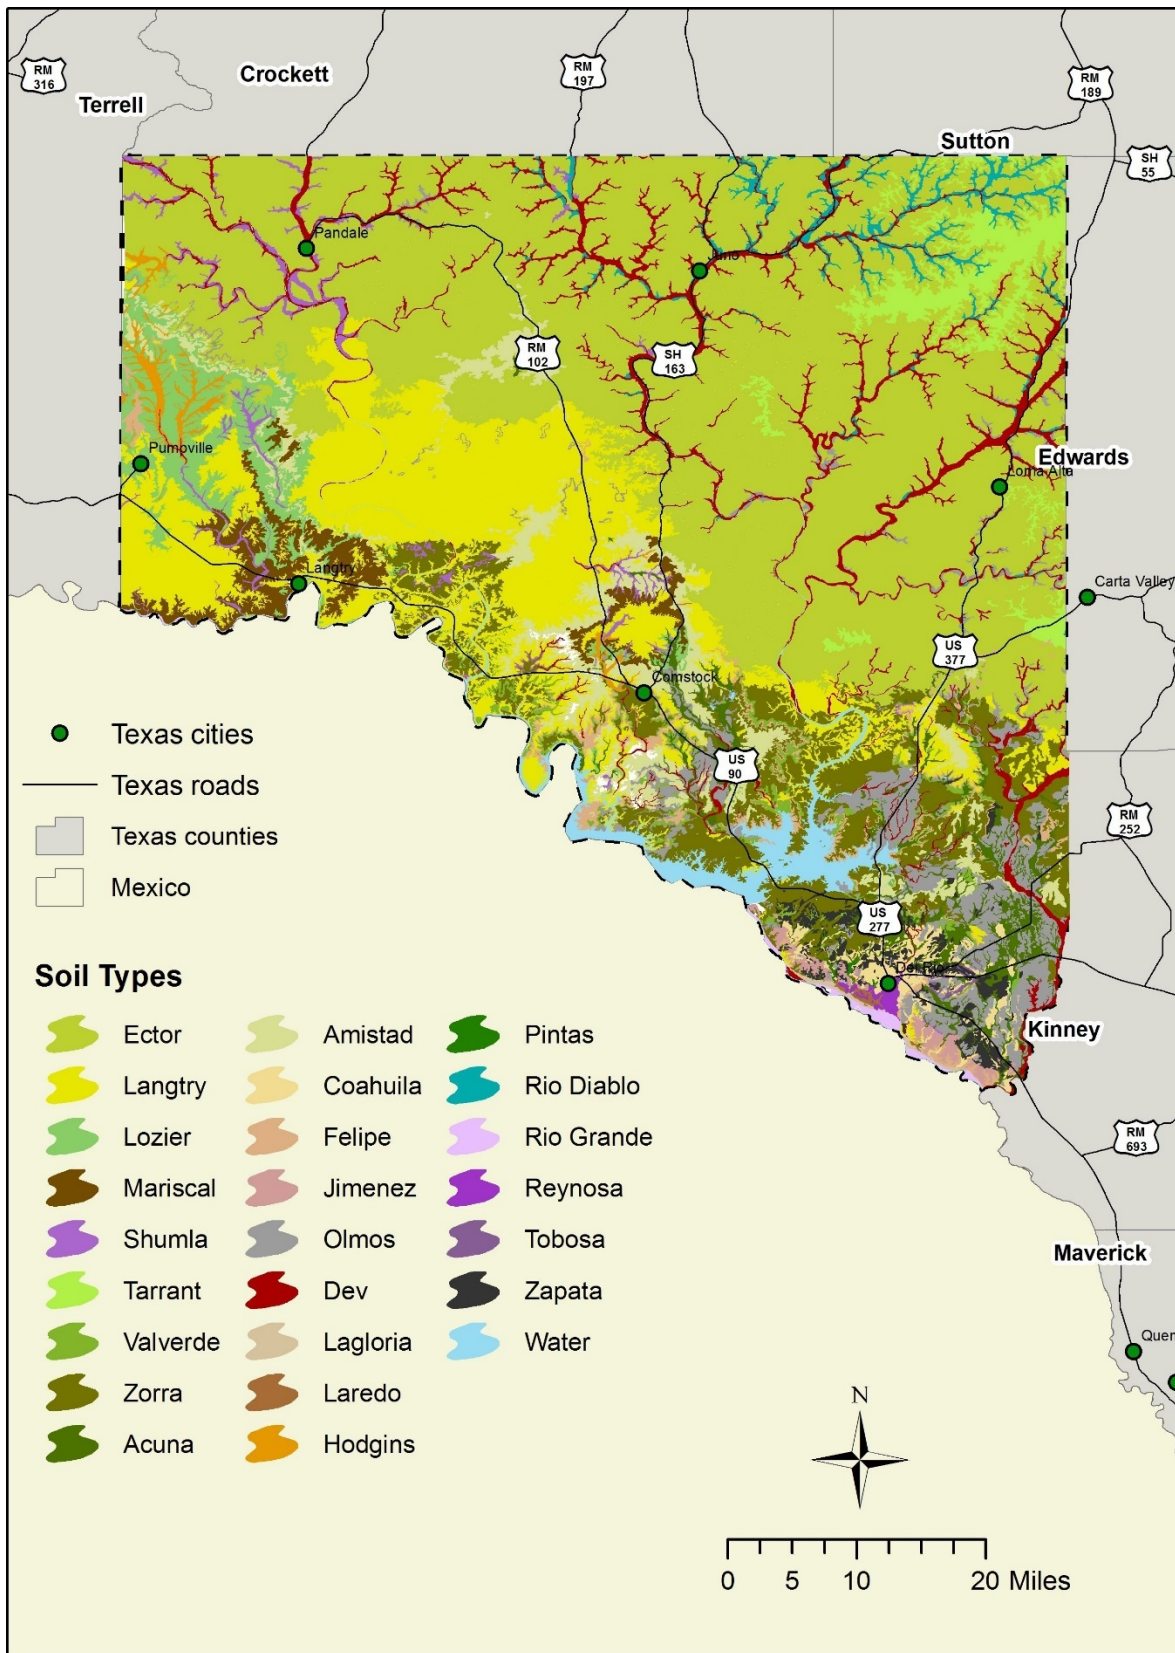 RM
316
Crockett
Terrell
RM
197
RM
189
Sutton
SH
55
Pandale
Juno
RM
102
SH
163
Pumpville
Edwards
Loma Alta
Langtry
Carta Valley
US
377
Comstock
US
90
RM
252
US
277
Del Rio
Kinney
RM
693
Maverick
Quem
Texas cities
Texas roads
Texas counties
Mexico
Soil Types
Ector
Langtry
Lozier
Mariscal
Shumla
Tarrant
Valverde
Zorra
Acuna
Amistad
Coahuila
Felipe
Jimenez
Olmos
Dev
Lagloria
Laredo
Hodgins
Pintas
Rio Diablo
Rio Grande
Reynosa
Tobosa
Zapata
Water
N
0 5 10 20 Miles